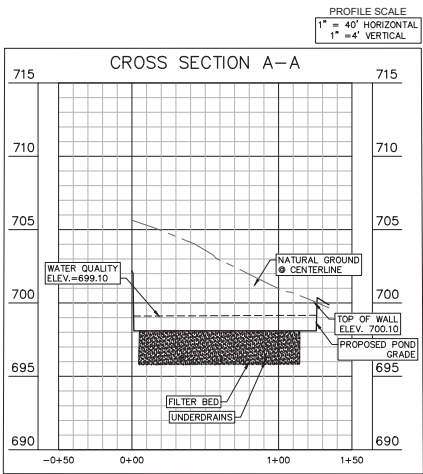 PROFILE SCALE
1" = 40' HORIZONTAL
1" =4' VERTICAL
CROSS SECTION A-A
715 715
710 710
705 705
NATURAL GROUND
@ CENTERLINE
WATER QUALITY
ELEV.=699.10
700 700
TOP OF WALL
ELEV. 700.10
PROPOSED POND
GRADE
695 695
FILTER BED
UNDERDRAINS
690 690
-0+50 0+00 1+00 1+50